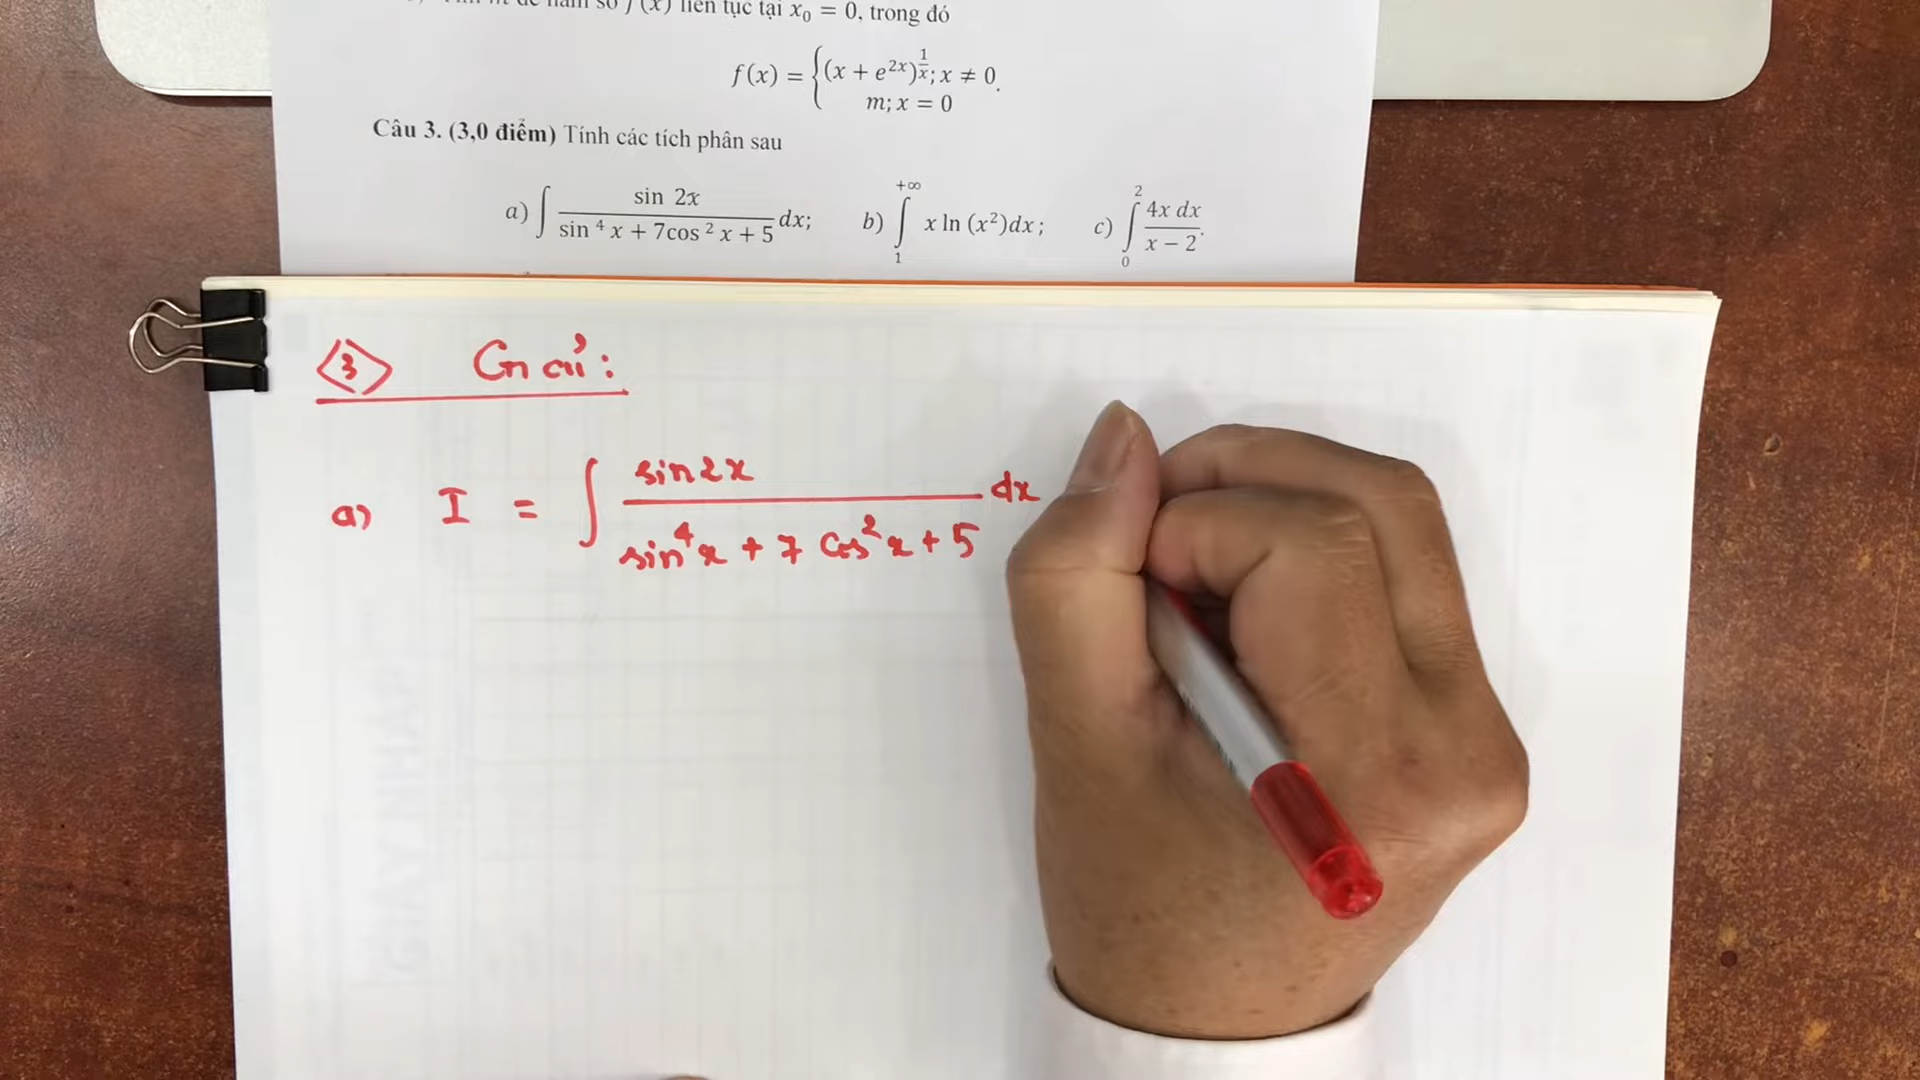 hàm số f(x) liên tục tại x₀ = 0, trong đó
f(x) = { (x + e²ˣ)^(1/x); x ≠ 0.
m; x = 0
Câu 3. (3,0 điểm) Tính các tích phân sau
a) ∫ sin 2x / (sin⁴x + 7cos²x + 5) dx; b) ∫₁^(+∞) x ln (x²)dx; c) ∫₀² 4x dx / (x − 2).
3 Giải:
a) I = ∫ sin2x / (sin⁴x + 7 cos²x + 5) dx